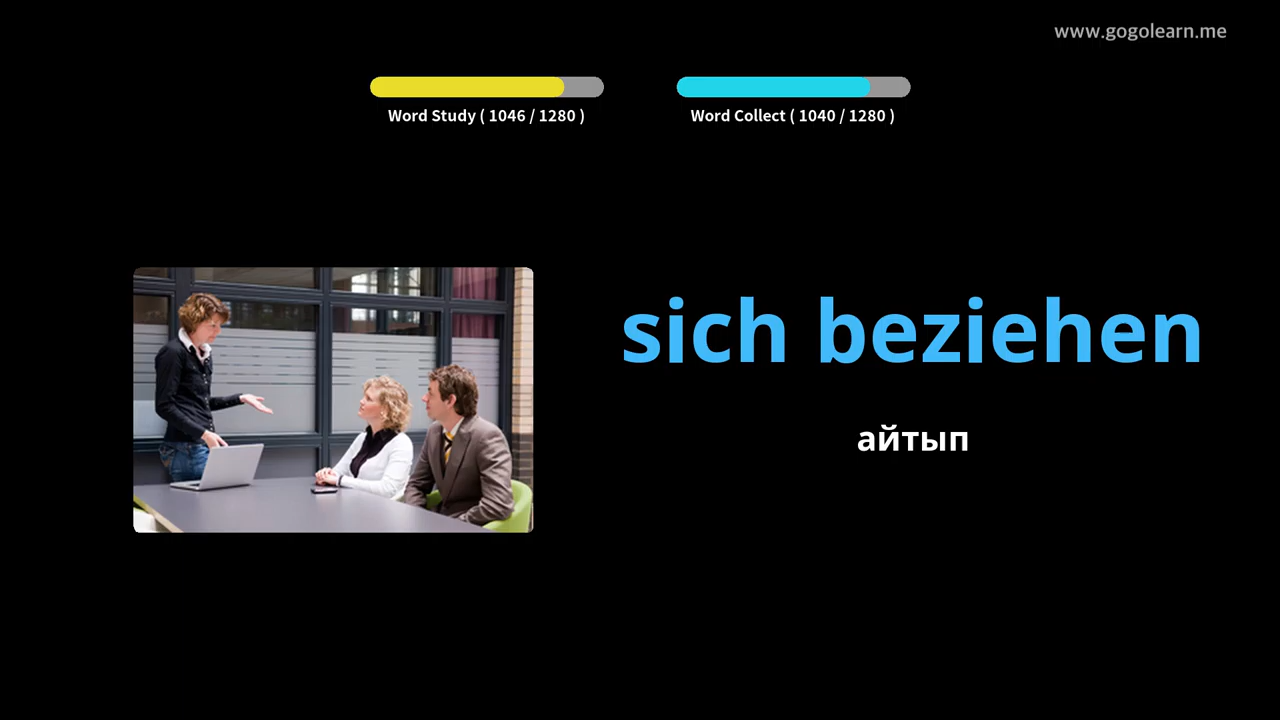 www.gogolearn.me
Word Study ( 1046 / 1280 )
Word Collect ( 1040 / 1280 )
sich beziehen
айтып